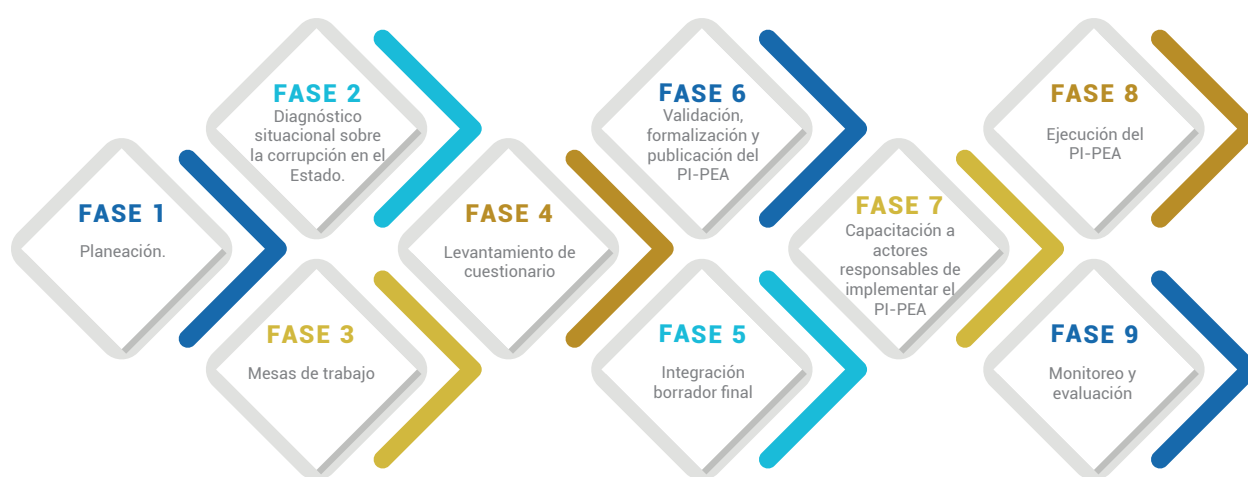 FASE 1
Planeación.
FASE 2
Diagnóstico
situacional sobre
la corrupción en el
Estado.
FASE 3
Mesas de trabajo
FASE 4
Levantamiento de
cuestionario
FASE 5
Integración
borrador final
FASE 6
Validación,
formalización y
publicación del
PI-PEA
FASE 7
Capacitación a
actores
responsables de
implementar el
PI-PEA
FASE 8
Ejecución del
PI-PEA
FASE 9
Monitoreo y
evaluación